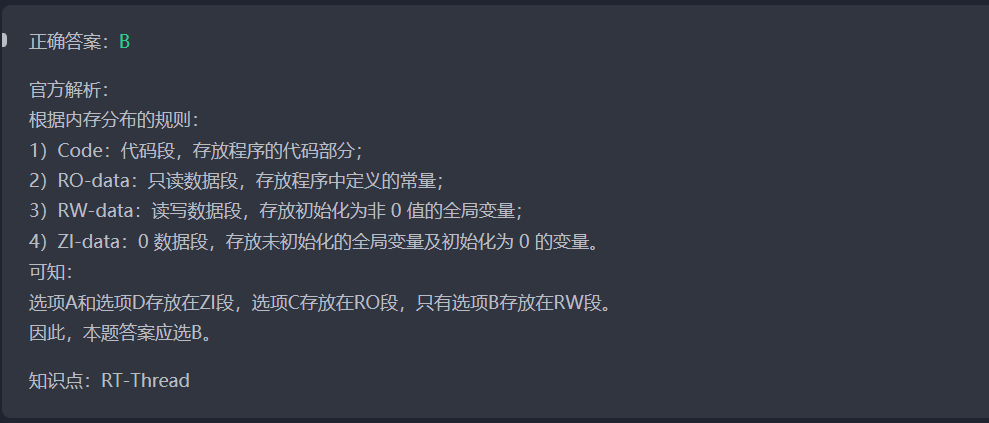 正确答案：B
官方解析：
根据内存分布的规则：
1）Code：代码段，存放程序的代码部分；
2）RO-data：只读数据段，存放程序中定义的常量；
3）RW-data：读写数据段，存放初始化为非 0 值的全局变量；
4）ZI-data：0 数据段，存放未初始化的全局变量及初始化为 0 的变量。
可知：
选项A和选项D存放在ZI段，选项C存放在RO段，只有选项B存放在RW段。
因此，本题答案应选B。
知识点：RT-Thread